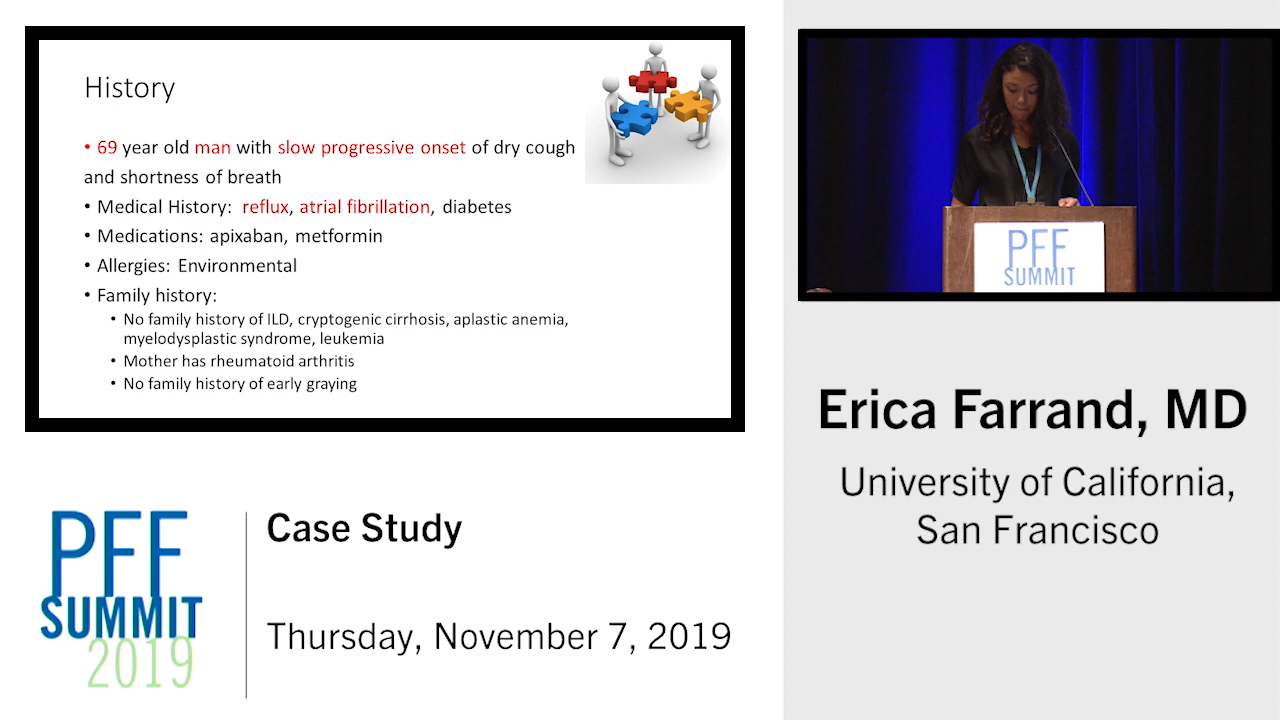 History
• 69 year old man with slow progressive onset of dry cough
and shortness of breath
• Medical History: reflux, atrial fibrillation, diabetes
• Medications: apixaban, metformin
• Allergies: Environmental
• Family history:
• No family history of ILD, cryptogenic cirrhosis, aplastic anemia,
myelodysplastic syndrome, leukemia
• Mother has rheumatoid arthritis
• No family history of early graying
PFF
SUMMIT
Erica Farrand, MD
University of California,
San Francisco
PFF
SUMMIT
2019
Case Study
Thursday, November 7, 2019